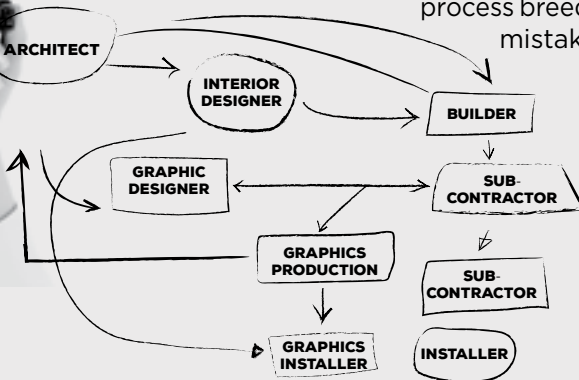 process breed
mistak
ARCHITECT
INTERIOR
DESIGNER
BUILDER
GRAPHIC
DESIGNER
SUB-
CONTRACTOR
GRAPHICS
PRODUCTION
SUB-
CONTRACTOR
GRAPHICS
INSTALLER
INSTALLER